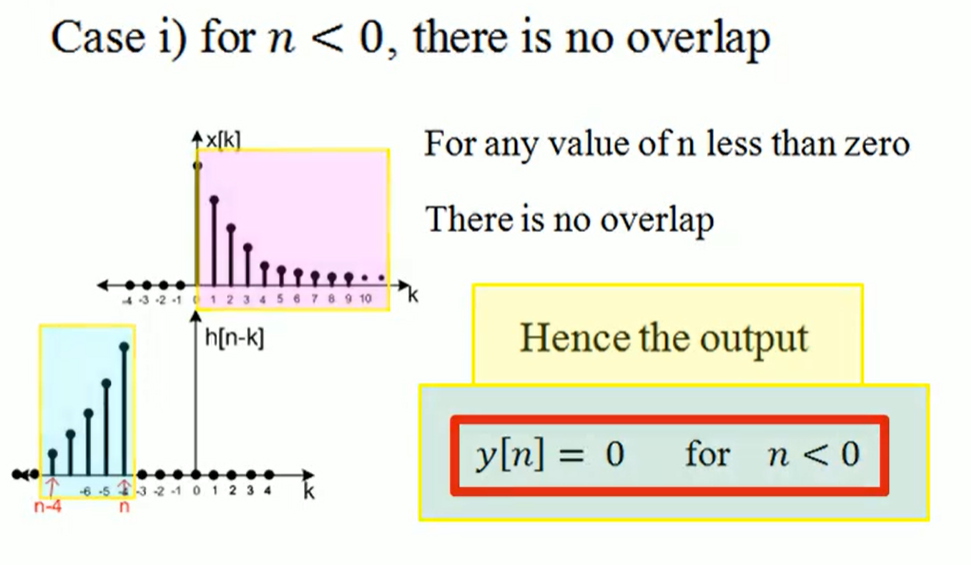 Case i) for n < 0, there is no overlap
For any value of n less than zero
There is no overlap
x[k]
-4 -3 -2 -1 0 1 2 3 4 5 6 7 8 9 10
k
h[n-k]
-6 -5 -4 -3 -2 -1 0 1 2 3 4
k
n-4 n
Hence the output
y[n] = 0 for n < 0